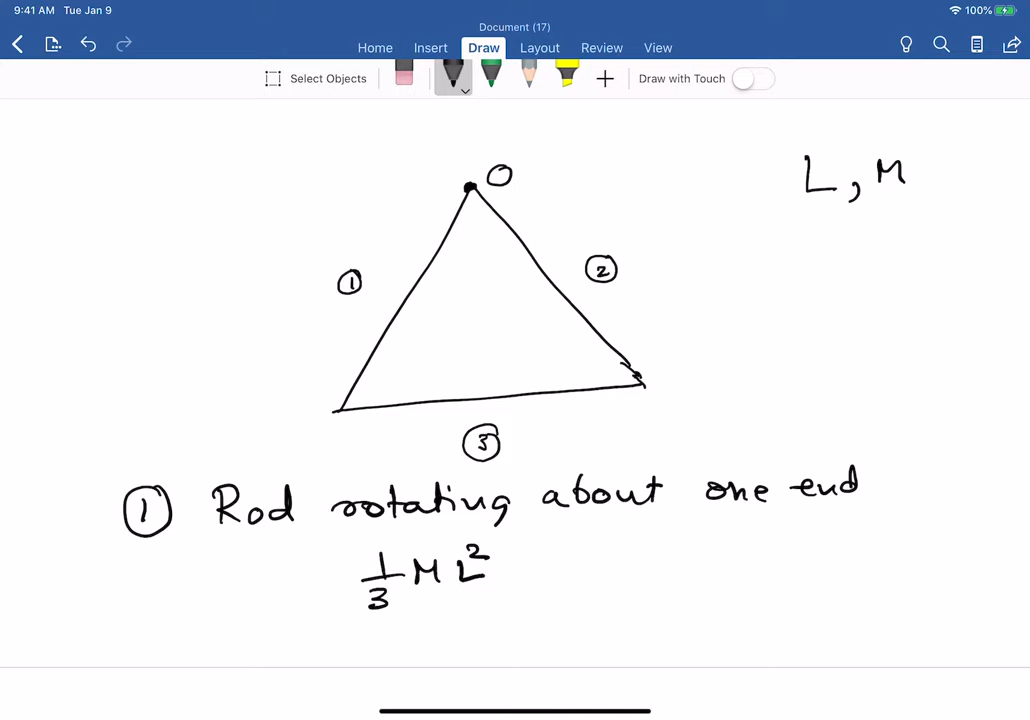 9:41 AM Tue Jan 9
100%
Document (17)
Home Insert Draw Layout Review View
Select Objects
Draw with Touch
O
L, M
①
②
③
① Rod rotating about one end
1/3 M L²